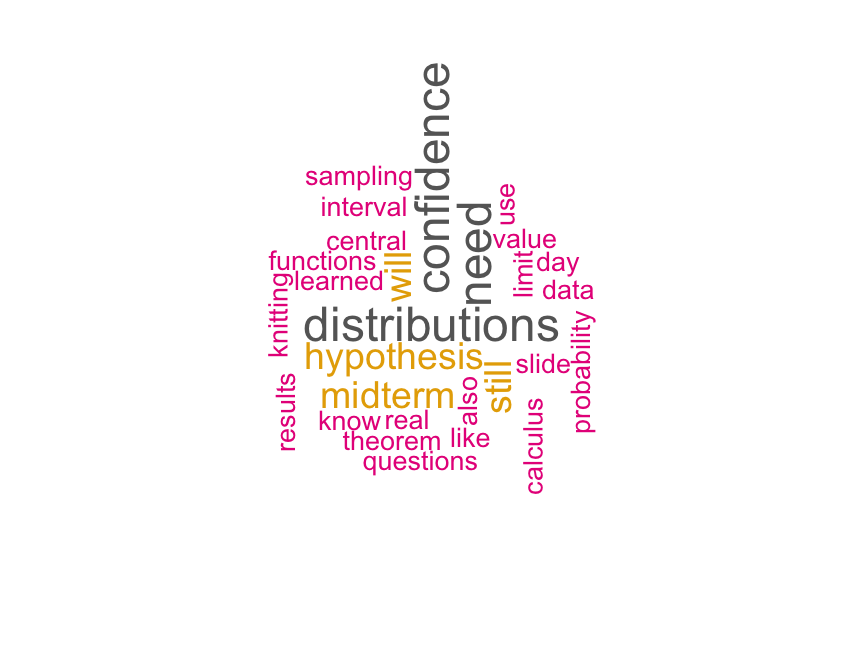 confidence
sampling
use
interval
need
central
value
functions
will
limit
day
learned
knitting
data
distributions
hypothesis
probability
still
slide
midterm
also
results
calculus
know
real
theorem
like
questions